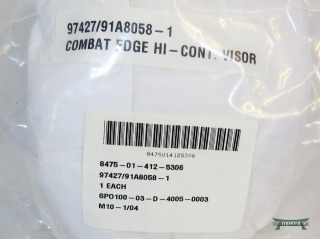 97427/91A8058-1
COMBAT EDGE HI-CONT. VISOR
8475014125306
8475-01-412-5306
97427/91A8058-1
1 EACH
SPO100-03-D-4005-0003
M10-1/04